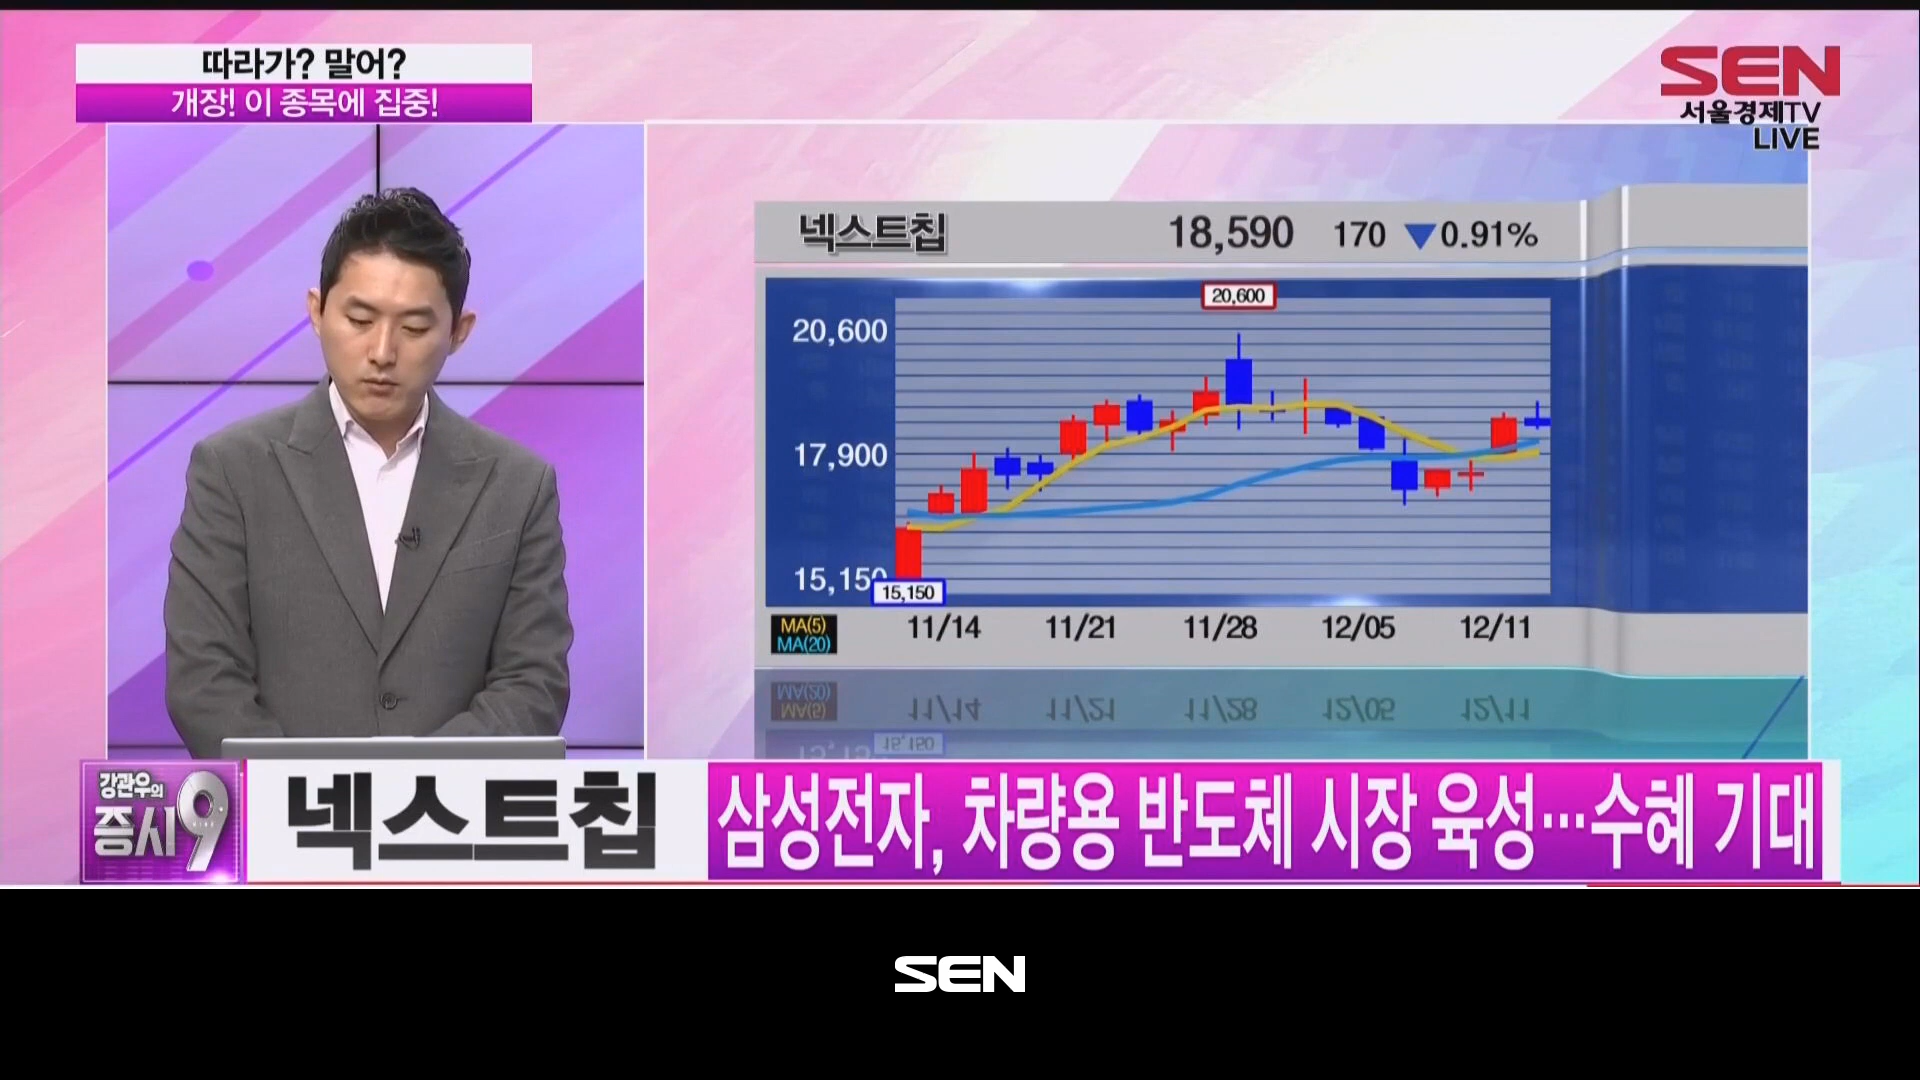 따라가? 말어?
개장! 이 종목에 집중!
SEN
서울경제TV
LIVE
넥스트칩 18,590 170 ▼0.91%
20,600
20,600
17,900
15,150
15,150
MA(5)
MA(20)
11/14 11/21 11/28 12/05 12/11
강관우의
증시9
넥스트칩
삼성전자, 차량용 반도체 시장 육성…수혜 기대
SEN